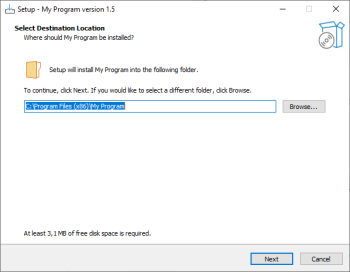 Setup - My Program version 1.5
Select Destination Location
Where should My Program be installed?
Setup will install My Program into the following folder.
To continue, click Next. If you would like to select a different folder, click Browse.
C:\Program Files (x86)\My Program
Browse...
At least 3,1 MB of free disk space is required.
Next
Cancel